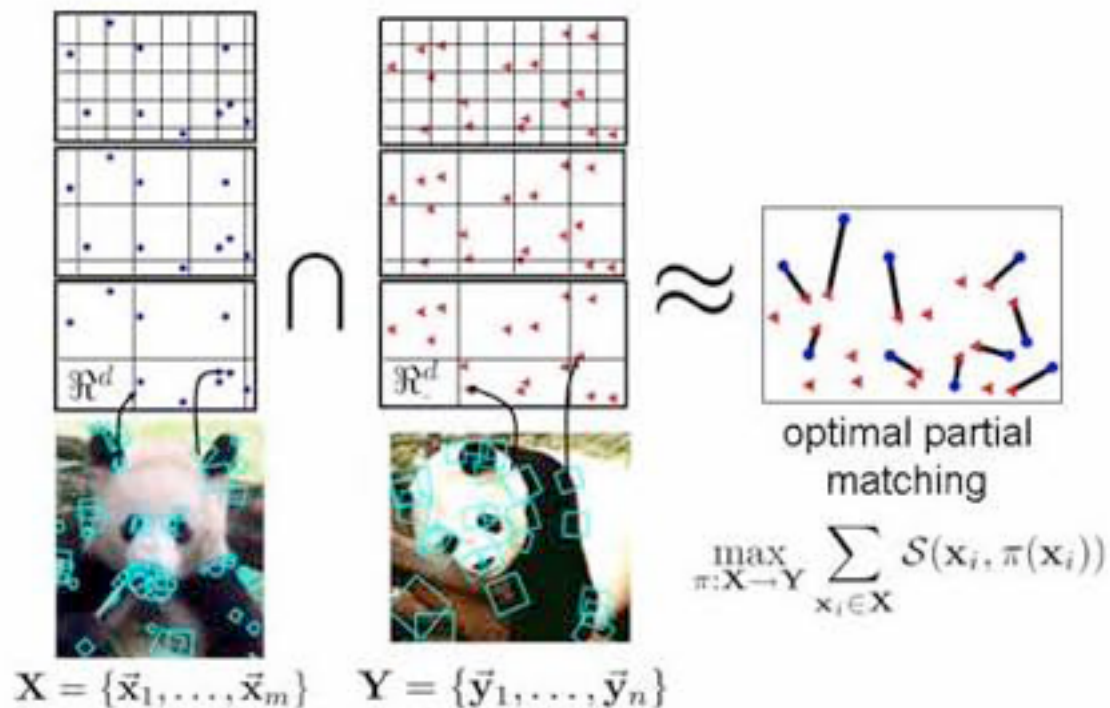 ∩
≈
ℜ^d
ℜ^d
optimal partial
matching
max_{π:X→Y} ∑_{x_i∈X} S(x_i, π(x_i))
X = {x⃗_1, . . . , x⃗_m}
Y = {y⃗_1, . . . , y⃗_n}